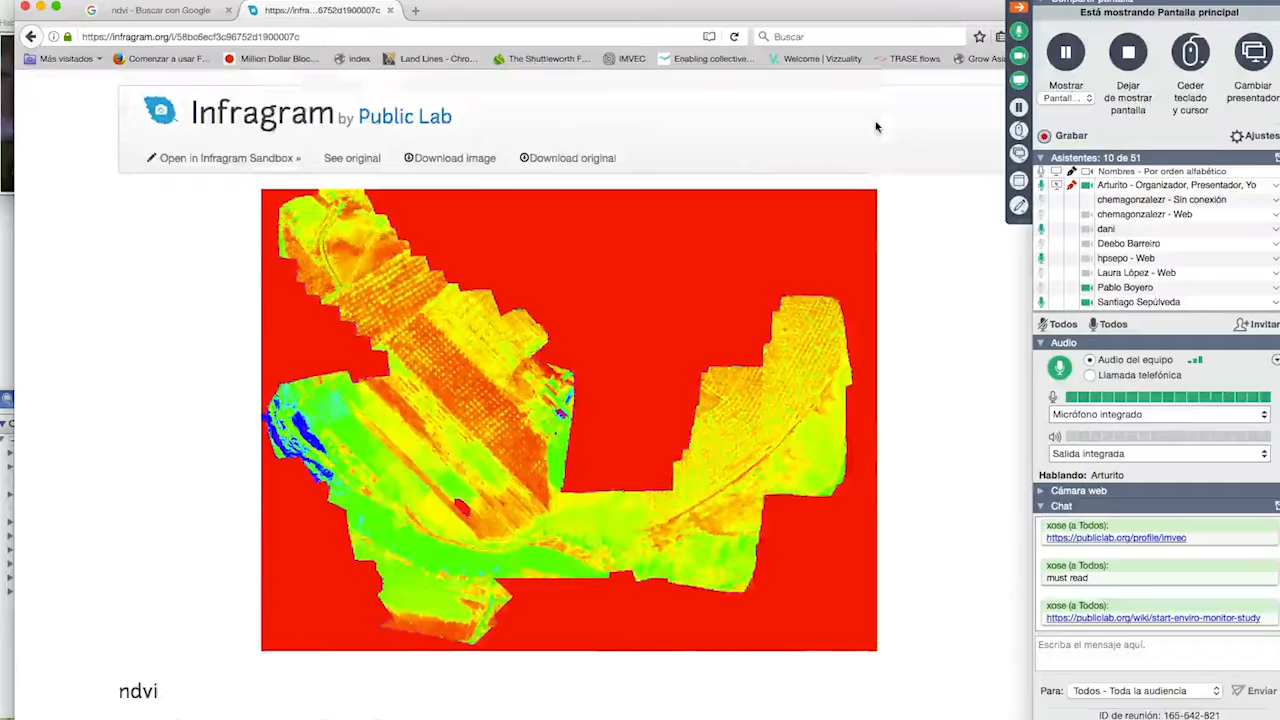 ndvi - Buscar con Google
https://infra...6752d1900007c
https://infragram.org/i/58bc6ecf3c96752d1900007c
Buscar
Más visitados
Comenzar a usar F...
Million Dollar Bloc...
index
Land Lines - Chro...
The Shuttleworth F...
IMVEC
Enabling collective...
Welcome | Vizzuality
TRASE flows
Grow Asia
Infragram by Public Lab
Open in Infragram Sandbox »
See original
Download image
Download original
ndvi
Compartir pantalla
Está mostrando Pantalla principal
Mostrar
Pantall...
Dejar
de mostrar
pantalla
Ceder
teclado
y cursor
Cambiar
presentador
Grabar
Ajustes
Asistentes: 10 de 51
Nombres - Por orden alfabético
Arturito - Organizador, Presentador, Yo
chemagonzalezr - Sin conexión
chemagonzalezr - Web
dani
Deebo Barreiro
hpsepo - Web
Laura López - Web
Pablo Boyero
Santiago Sepúlveda
Todos
Todos
Invitar
Audio
Audio del equipo
Llamada telefónica
Micrófono integrado
Salida integrada
Hablando: Arturito
Cámara web
Chat
xose (a Todos):
https://publiclab.org/profile/imvec
xose (a Todos):
must read
xose (a Todos):
https://publiclab.org/wiki/start-enviro-monitor-study
Escriba el mensaje aquí.
Para:
Todos - Toda la audiencia
Enviar
ID de reunión: 165-642-821